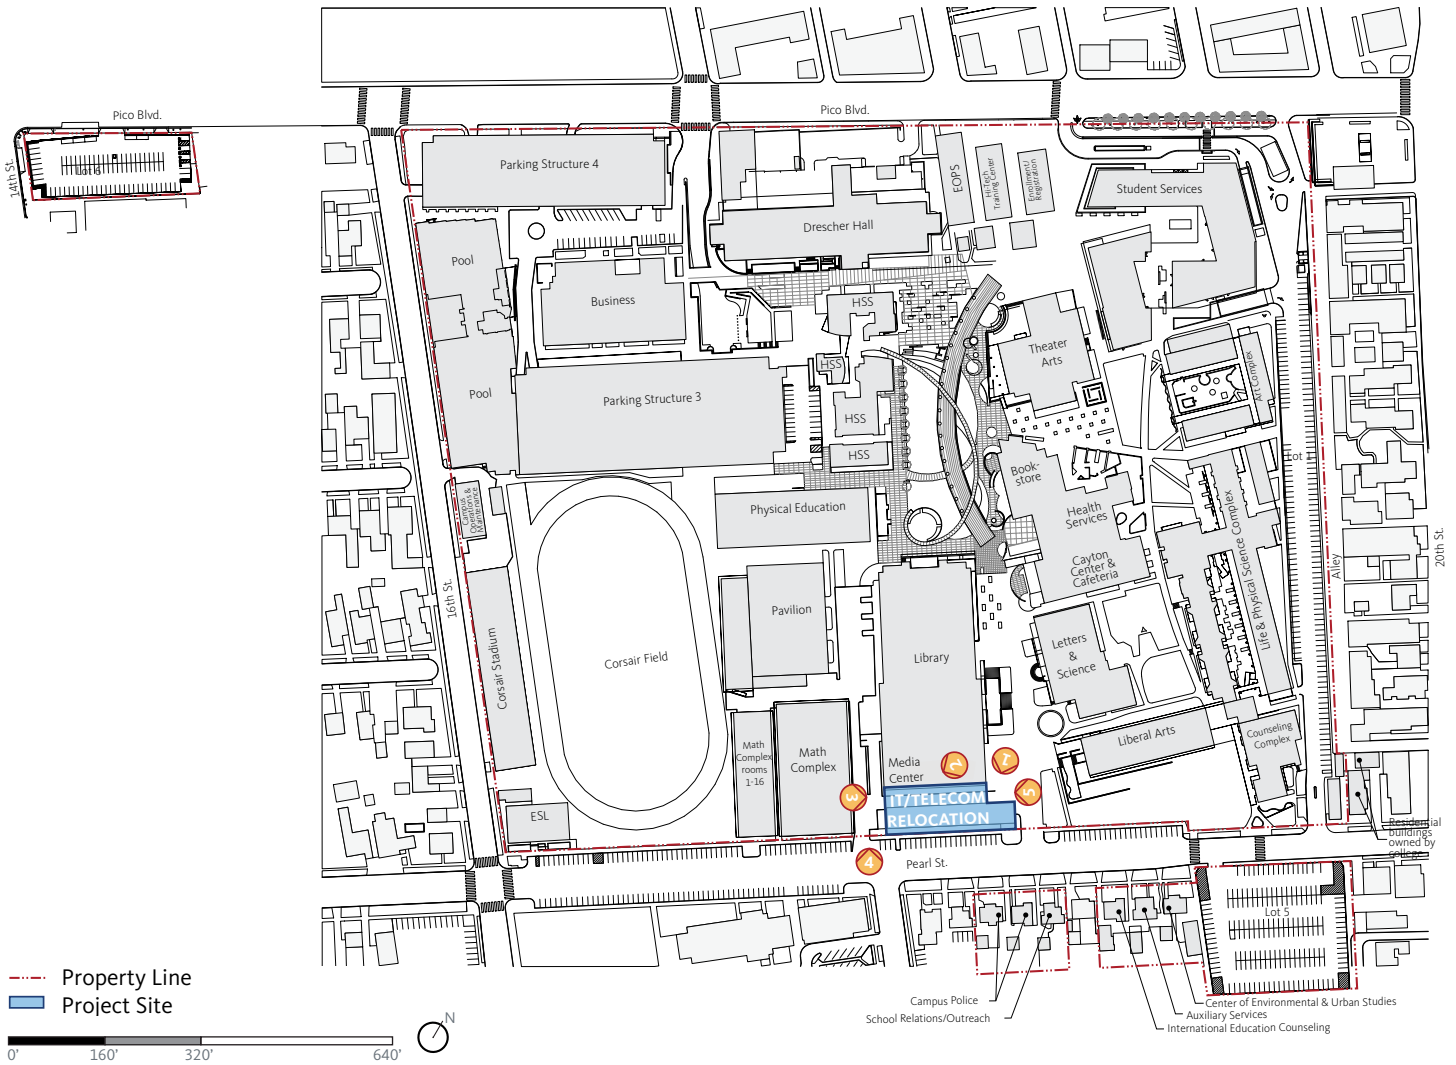 Pico Blvd.
Pico Blvd.
14th St.
Lot 6
Parking Structure 4
EOPS
Hi-Tech
Training Center
Enrollment/
Registration
Student Services
Drescher Hall
Pool
Business
HSS
Theater
Arts
HSS
Art Complex
Pool
Parking Structure 3
HSS
HSS
Book-
store
Lot 1
Campus
Operations &
Maintenance
Physical Education
Health
Services
Life & Physical Science Complex
20th St.
Alley
Cayton
Center &
Cafeteria
16th St.
Pavilion
Corsair Stadium
Corsair Field
Library
Letters
&
Science
Liberal Arts
Counseling
Complex
Math
Complex
rooms
1-16
Math
Complex
Media
Center
2
1
3
5
IT/TELECOM
RELOCATION
ESL
4
Pearl St.
Residential
buildings
owned by
college
Lot 5
Property Line
Project Site
Campus Police
School Relations/Outreach
Center of Environmental & Urban Studies
Auxiliary Services
International Education Counseling
N
0' 160' 320' 640'